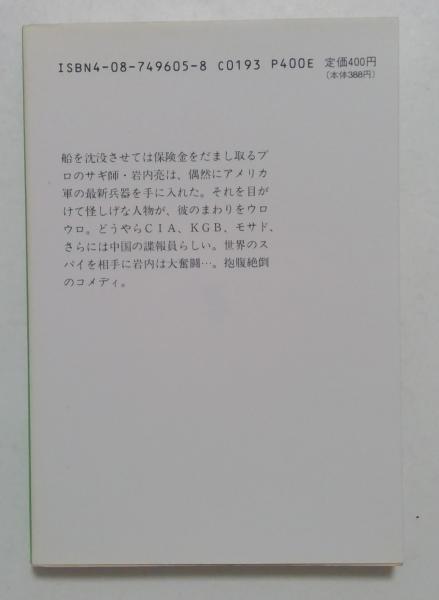 ISBN4-08-749605-8 C0193 P400E 定価400円
(本体388円)
船を沈没させては保険金をだまし取るプ
ロのサギ師・岩内亮は、偶然にアメリカ
軍の最新兵器を手に入れた。それを目が
けて怪しげな人物が、彼のまわりをウロ
ウロ。どうやらCIA、KGB、モサド、
さらには中国の諜報員らしい。世界のス
パイを相手に岩内は大奮闘…。抱腹絶倒
のコメディ。